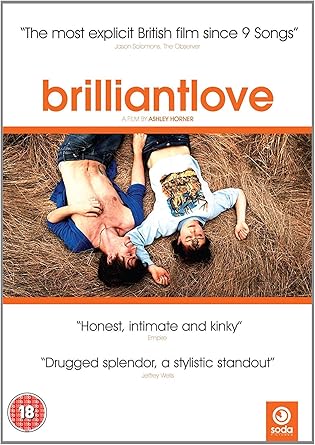 “The most explicit British film since 9 Songs”
Jason Solomons, The Observer
brilliantlove
A FILM BY ASHLEY HORNER
“Honest, intimate and kinky”
Empire
“Drugged splendor, a stylistic standout”
Jeffrey Wells
18
soda